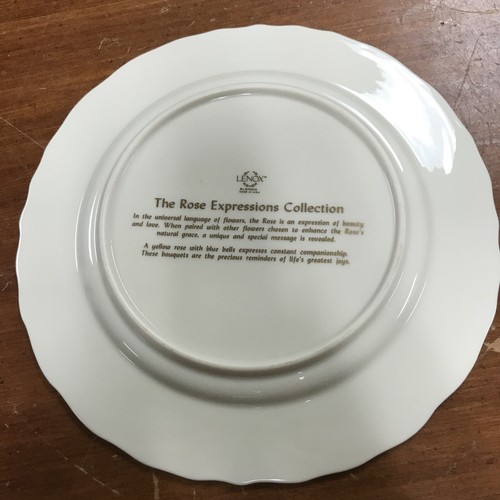 LENOX™
The Rose Expressions Collection
In the universal language of flowers, the Rose is an expression of beauty
and love. When paired with other flowers chosen to enhance the Rose's
natural grace, a unique and special message is revealed.
A yellow rose with blue bells expresses constant companionship.
These bouquets are the precious reminders of life's greatest joys.